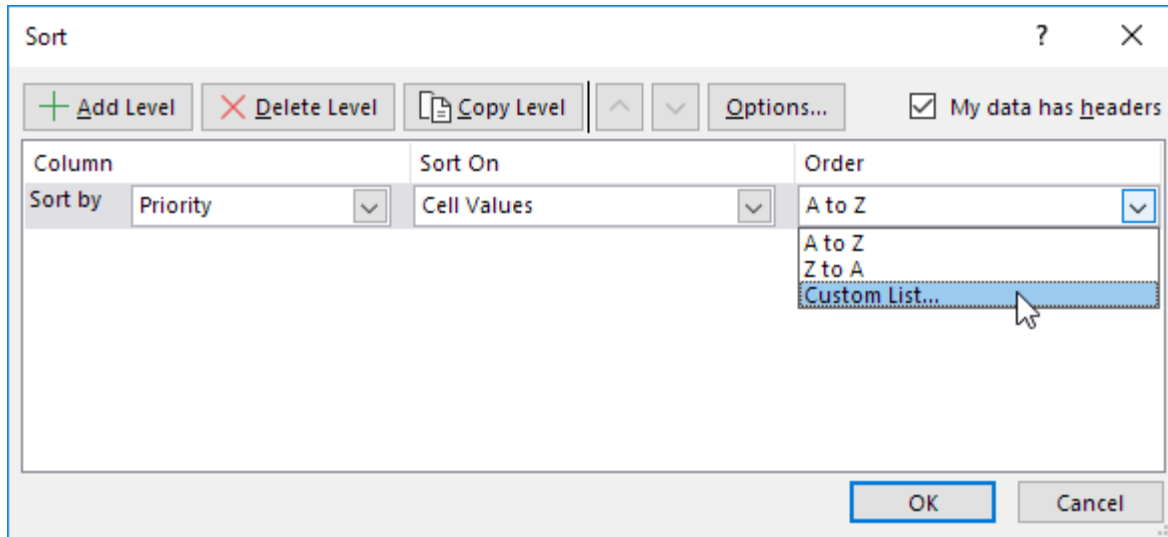 Sort ?
Add Level Delete Level Copy Level Options... My data has headers
Column Sort On Order
Sort by Priority Cell Values A to Z
A to Z
Z to A
Custom List...
OK Cancel